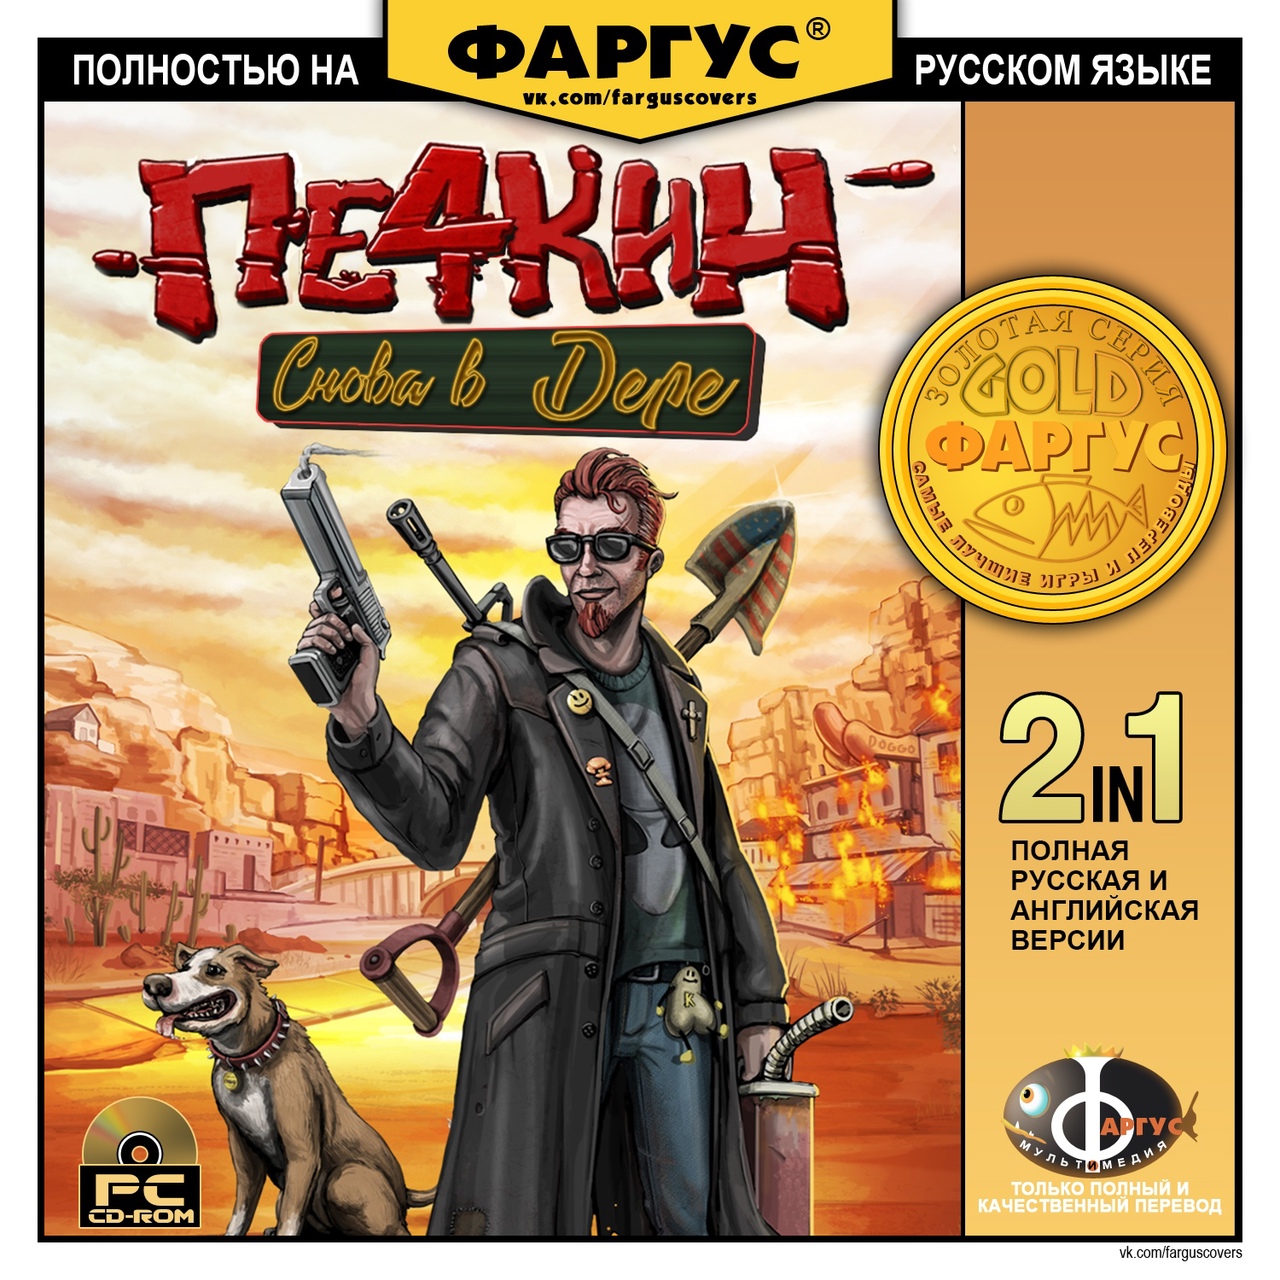 ПОЛНОСТЬЮ НА
ФАРГУС®
РУССКОМ ЯЗЫКЕ
vk.com/farguscovers
ПЕ4КИН
Снова в Деле
ЗОЛОТАЯ СЕРИЯ
GOLD
ФАРГУС
САМЫЕ ЛУЧШИЕ ИГРЫ И ПЕРЕВОДЫ
DOGGO
2IN1
ПОЛНАЯ
РУССКАЯ И
АНГЛИЙСКАЯ
ВЕРСИИ
K
ФАРГУС
МУЛЬТИМЕДИЯ
ТОЛЬКО ПОЛНЫЙ И
КАЧЕСТВЕННЫЙ ПЕРЕВОД
PC
CD-ROM
vk.com/farguscovers